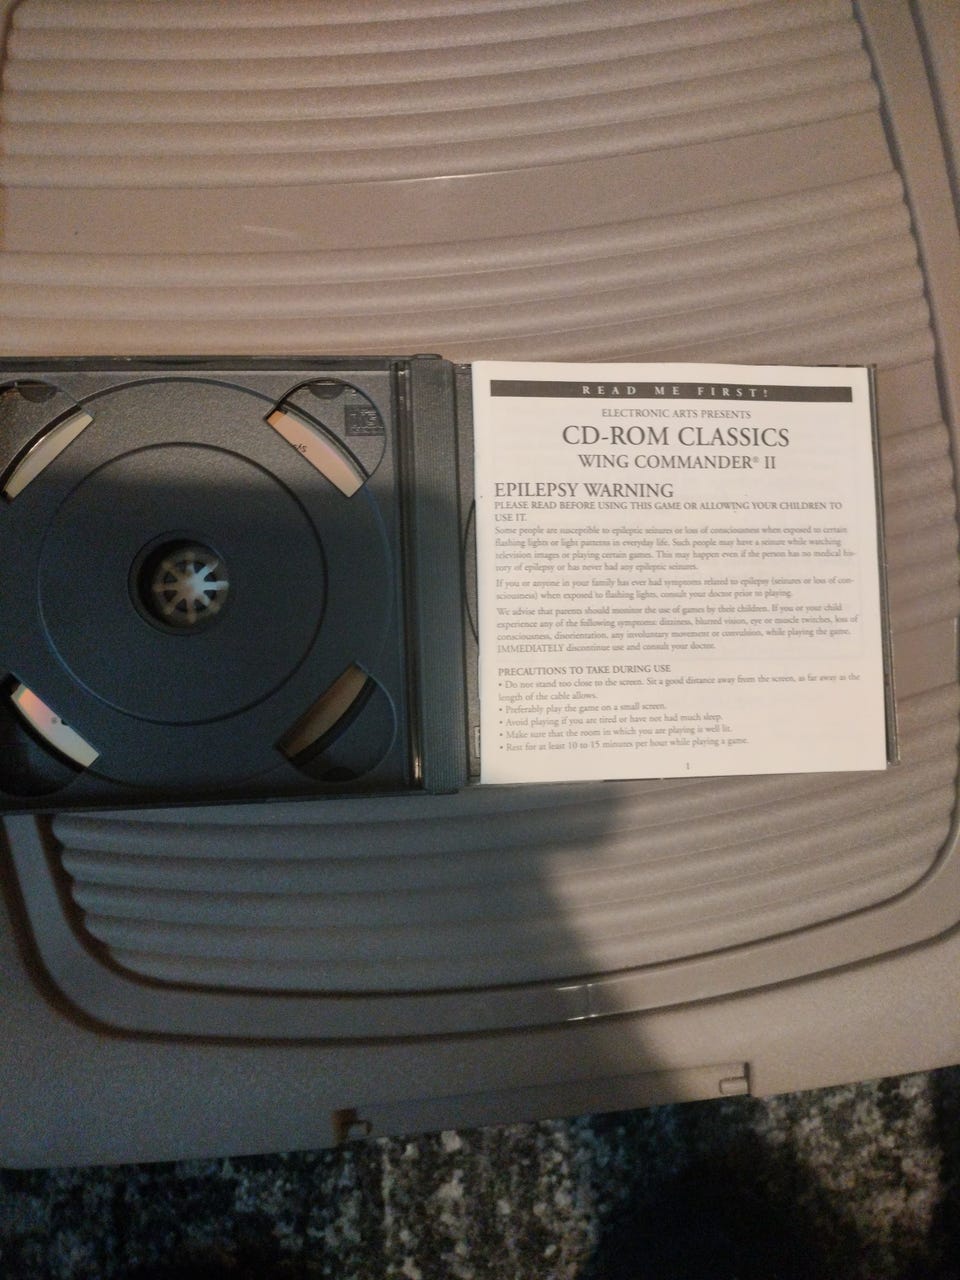 READ ME FIRST!
ELECTRONIC ARTS PRESENTS
CD-ROM CLASSICS
WING COMMANDER® II
EPILEPSY WARNING
PLEASE READ BEFORE USING THIS GAME OR ALLOWING YOUR CHILDREN TO
USE IT.
Some people are susceptible to epileptic seizures or loss of consciousness when exposed to certain
flashing lights or light patterns in everyday life. Such people may have a seizure while watching
television images or playing certain games. This may happen even if the person has no medical his-
tory of epilepsy or has never had any epileptic seizures.
If you or anyone in your family has ever had symptoms related to epilepsy (seizures or loss of con-
sciousness) when exposed to flashing lights, consult your doctor prior to playing.
We advise that parents should monitor the use of games by their children. If you or your child
experience any of the following symptoms: dizziness, blurred vision, eye or muscle twitches, loss of
consciousness, disorientation, any involuntary movement or convulsion, while playing the game,
IMMEDIATELY discontinue use and consult your doctor.
PRECAUTIONS TO TAKE DURING USE
• Do not stand too close to the screen. Sit a good distance away from the screen, as far away as the
length of the cable allows.
• Preferably play the game on a small screen.
• Avoid playing if you are tired or have not had much sleep.
• Make sure that the room in which you are playing is well lit.
• Rest for at least 10 to 15 minutes per hour while playing a game.
1